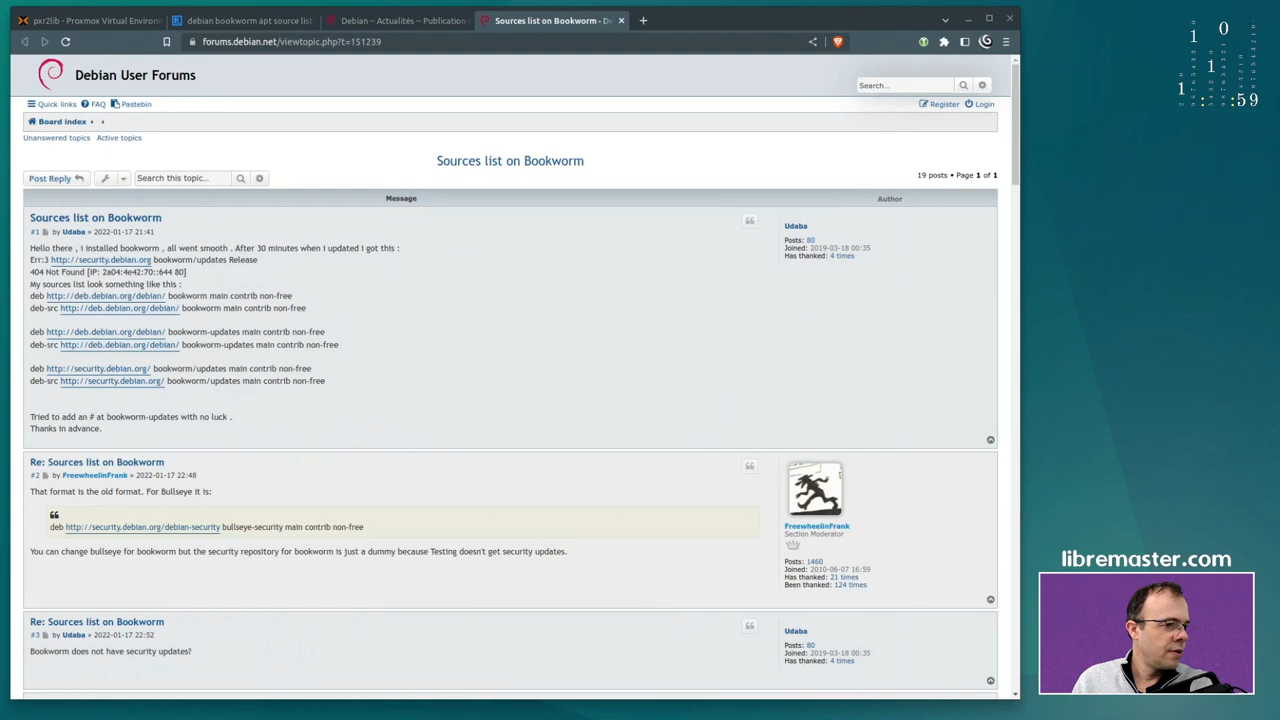 pxr2lib - Proxmox Virtual Environ
debian bookworm apt source list
Debian -- Actualités -- Publication
Sources list on Bookworm - De
forums.debian.net/viewtopic.php?t=151239
Debian User Forums
Search...
Quick links FAQ Pastebin
Register Login
Board index
Unanswered topics Active topics
Sources list on Bookworm
Post Reply Search this topic...
19 posts • Page 1 of 1
Message Author
Sources list on Bookworm
#1 by Udaba » 2022-01-17 21:41
Hello there , i installed bookworm , all went smooth . After 30 minutes when I updated I got this :
Err:3 http://security.debian.org bookworm/updates Release
404 Not Found [IP: 2a04:4e42:70::644 80]
My sources list look something like this :
deb http://deb.debian.org/debian/ bookworm main contrib non-free
deb-src http://deb.debian.org/debian/ bookworm main contrib non-free
deb http://deb.debian.org/debian/ bookworm-updates main contrib non-free
deb-src http://deb.debian.org/debian/ bookworm-updates main contrib non-free
deb http://security.debian.org/ bookworm/updates main contrib non-free
deb-src http://security.debian.org/ bookworm/updates main contrib non-free
Tried to add an # at bookworm-updates with no luck .
Thanks in advance.
Udaba
Posts: 80
Joined: 2019-03-18 00:35
Has thanked: 4 times
Re: Sources list on Bookworm
#2 by FreewheelinFrank » 2022-01-17 22:48
That format is the old format. For Bullseye it is:
deb http://security.debian.org/debian-security bullseye-security main contrib non-free
You can change bullseye for bookworm but the security repository for bookworm is just a dummy because Testing doesn't get security updates.
FreewheelinFrank
Section Moderator
Posts: 1460
Joined: 2010-06-07 16:59
Has thanked: 21 times
Been thanked: 124 times
Re: Sources list on Bookworm
#3 by Udaba » 2022-01-17 22:52
Bookworm does not have security updates?
Udaba
Posts: 80
Joined: 2019-03-18 00:35
Has thanked: 4 times
libremaster.com